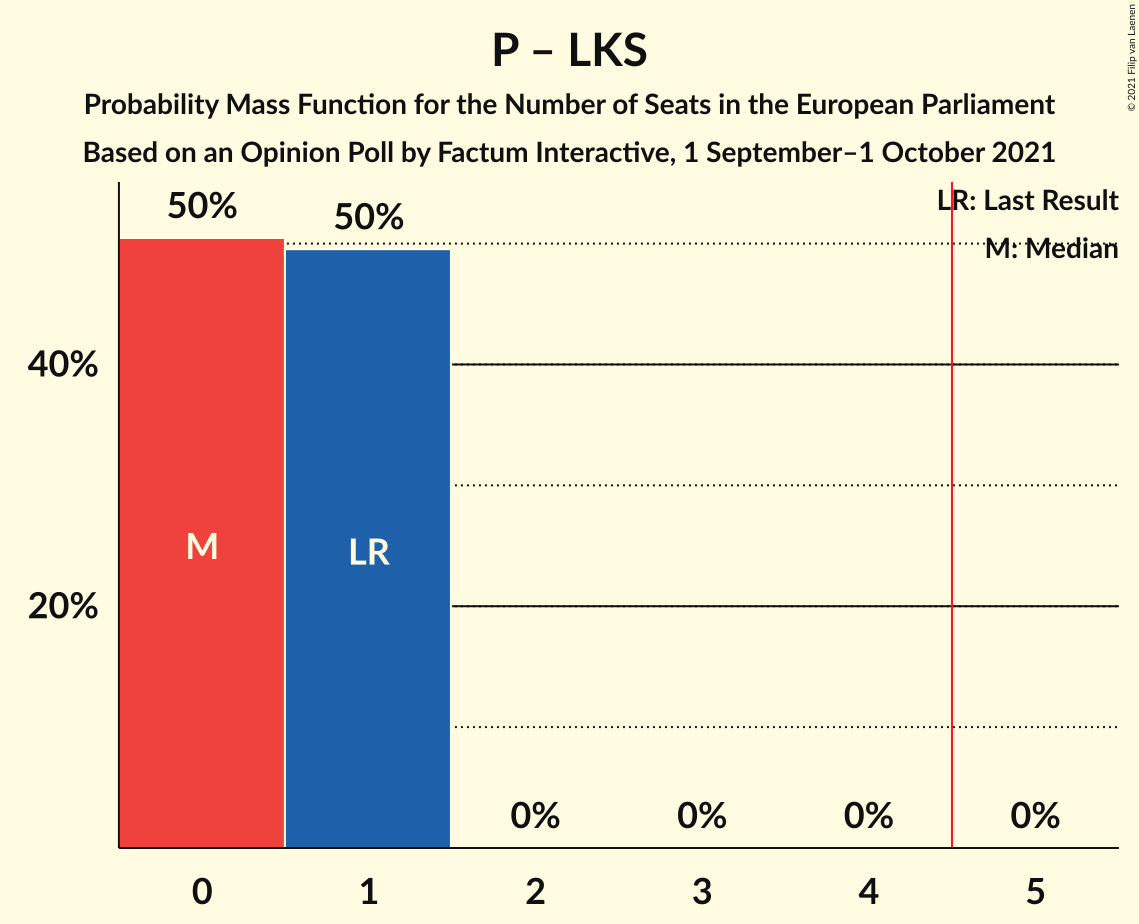 P – LKS
Probability Mass Function for the Number of Seats in the European Parliament
Based on an Opinion Poll by Factum Interactive, 1 September–1 October 2021
© 2021 Filip van Laenen
LR: Last Result
M: Median
50%
50%
40%
20%
M
LR
0%
0%
0%
0%
0
1
2
3
4
5